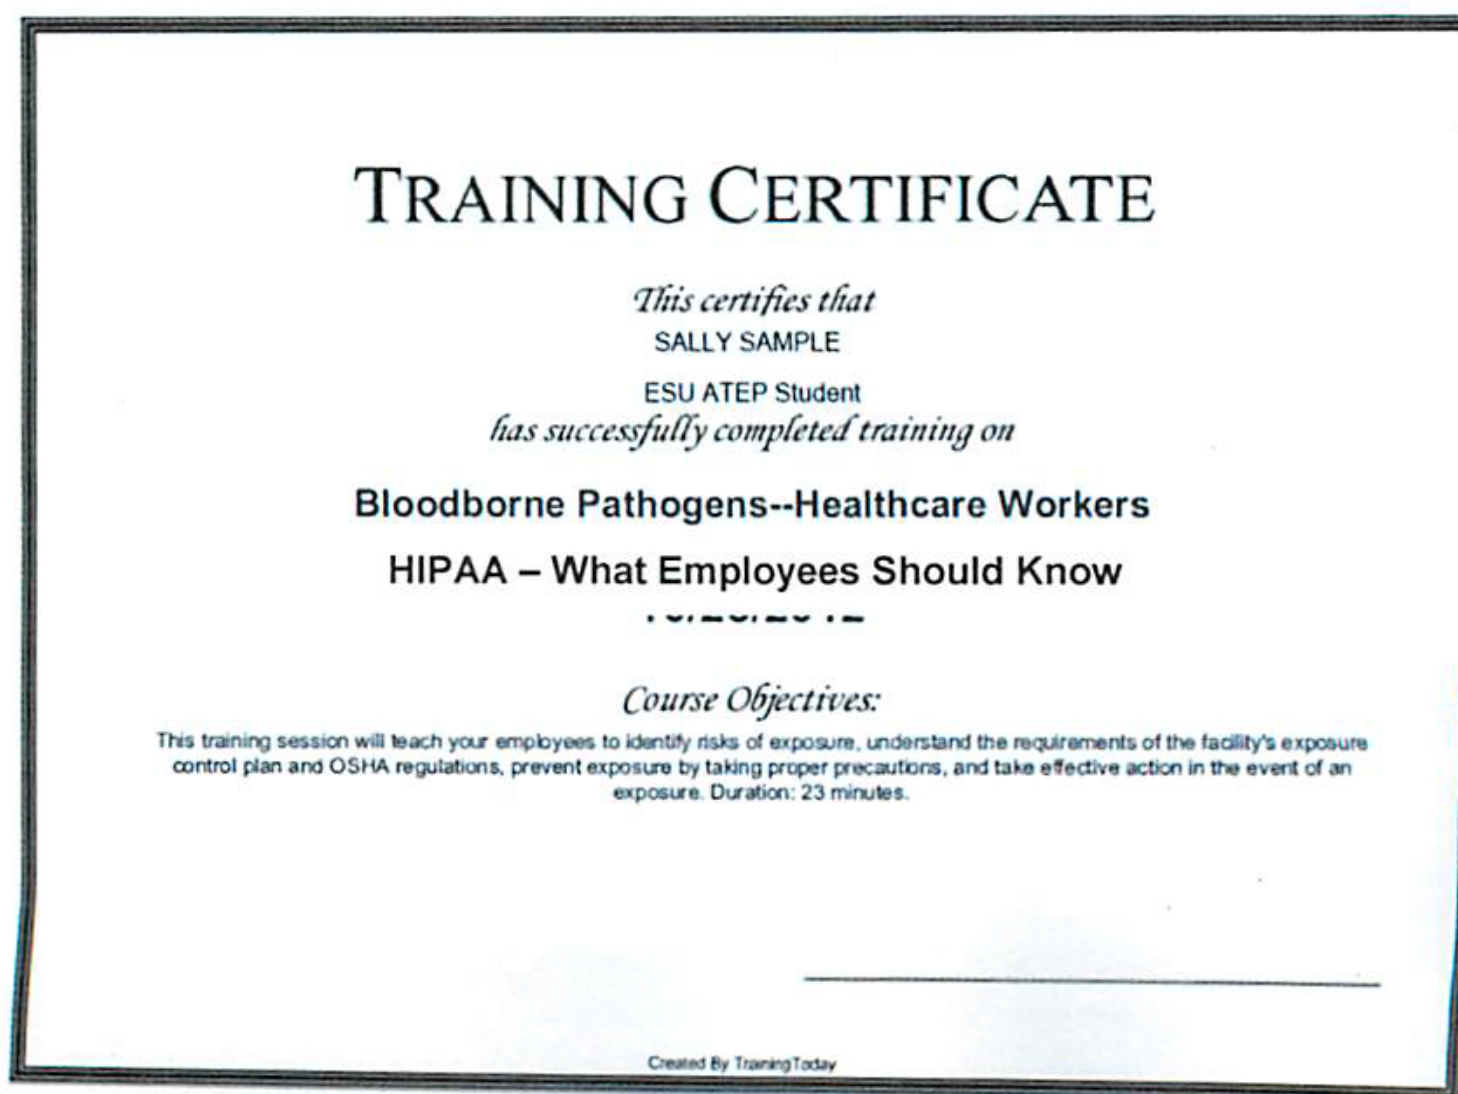 TRAINING CERTIFICATE
This certifies that
SALLY SAMPLE
ESU ATEP Student
has successfully completed training on
Bloodborne Pathogens--Healthcare Workers
HIPAA – What Employees Should Know
Course Objectives:
This training session will teach your employees to identify risks of exposure, understand the requirements of the facility's exposure
control plan and OSHA regulations, prevent exposure by taking proper precautions, and take effective action in the event of an
exposure. Duration: 23 minutes.
Created By TrainingToday